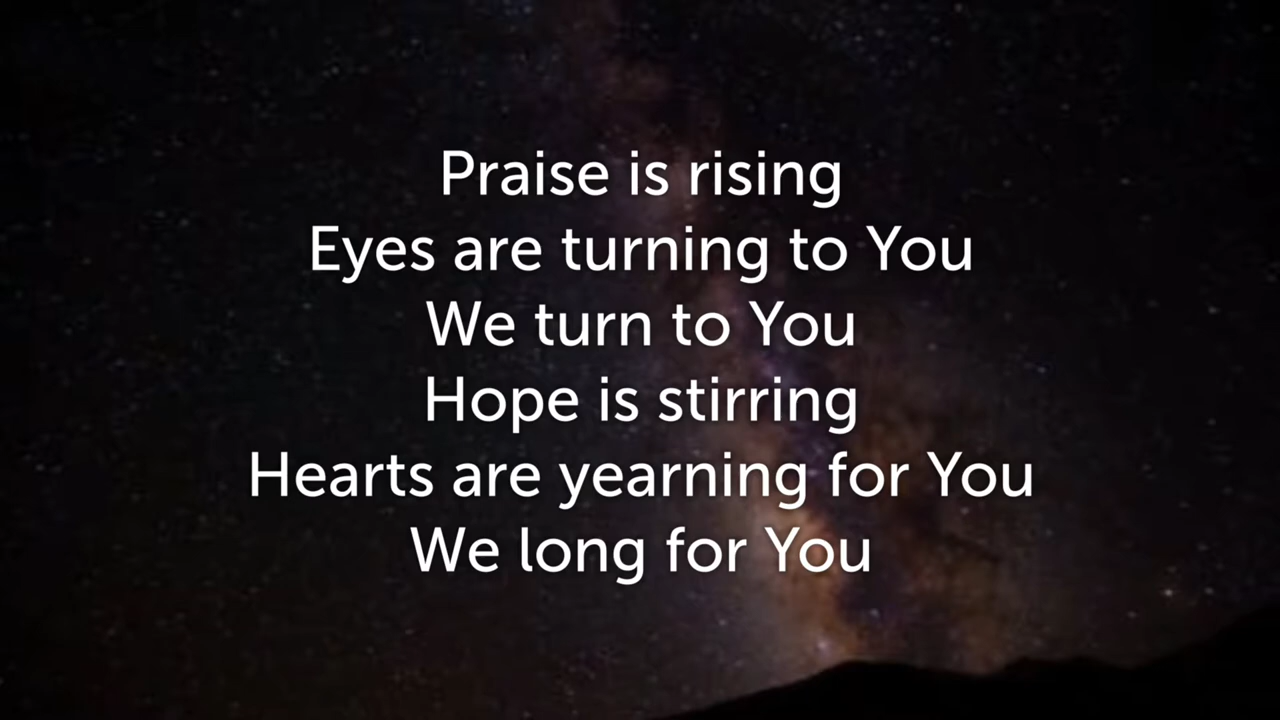 Praise is rising
Eyes are turning to You
We turn to You
Hope is stirring
Hearts are yearning for You
We long for You